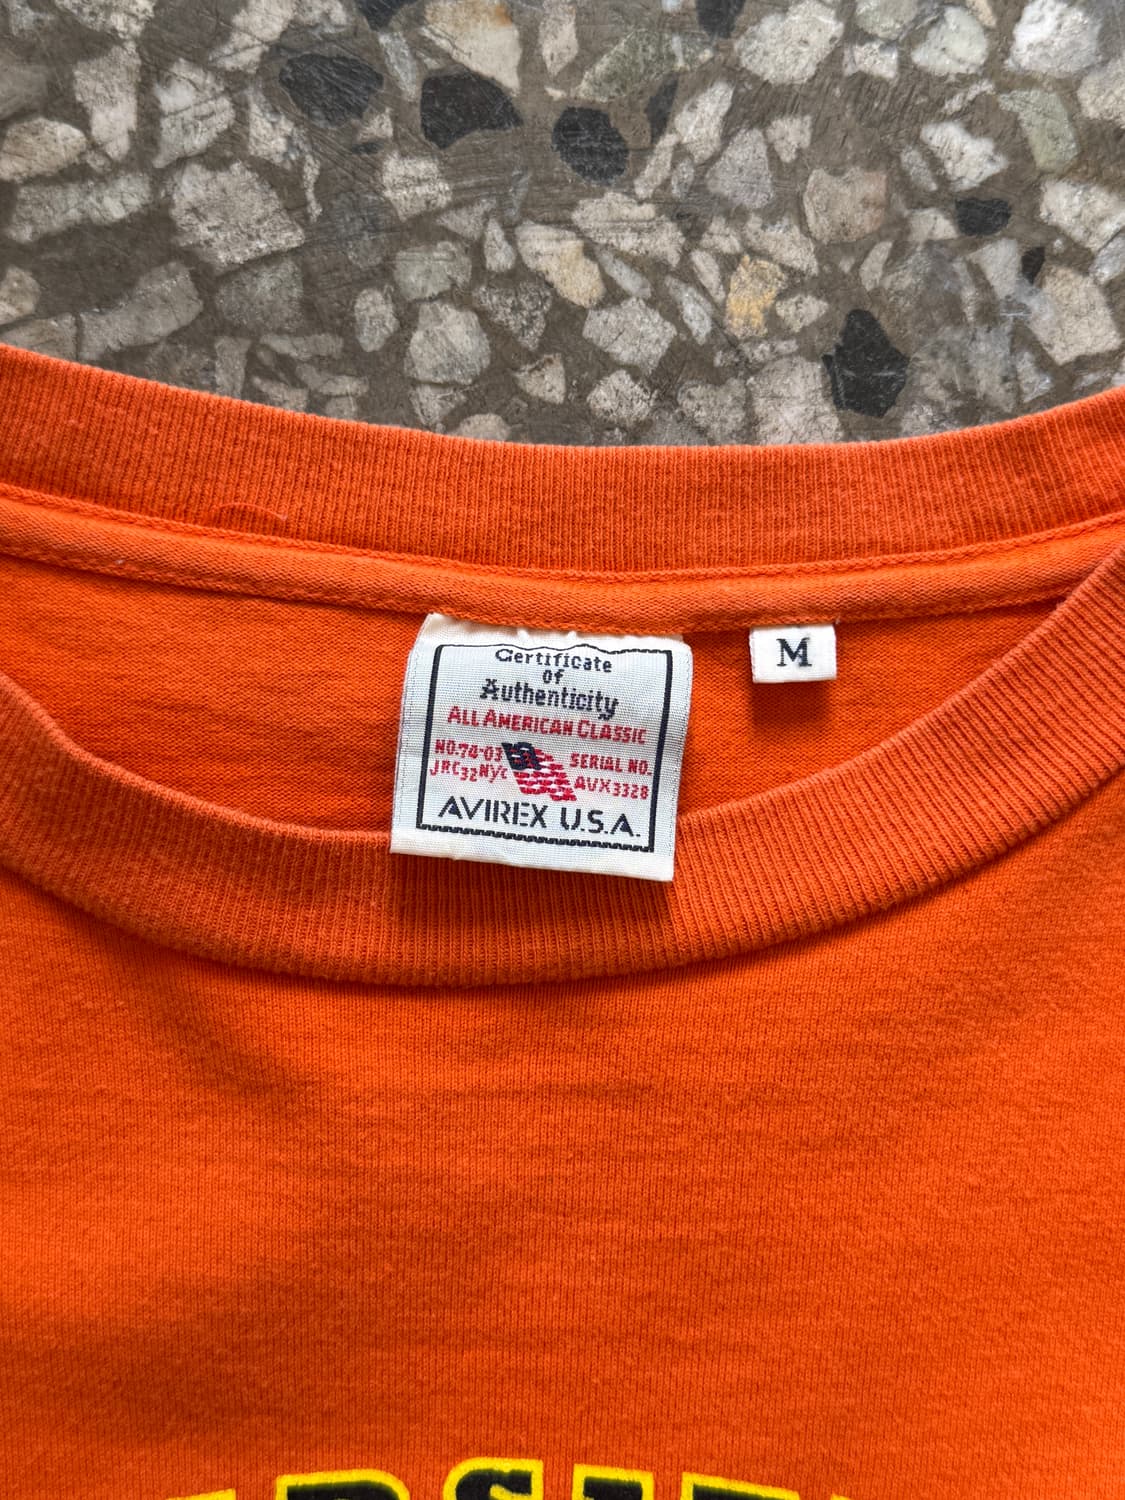 Certificate
of
Authenticity
ALL AMERICAN CLASSIC
NO.74-03 SERIAL NO.
JRC32NYC AVX3328
AVIREX U.S.A.
M